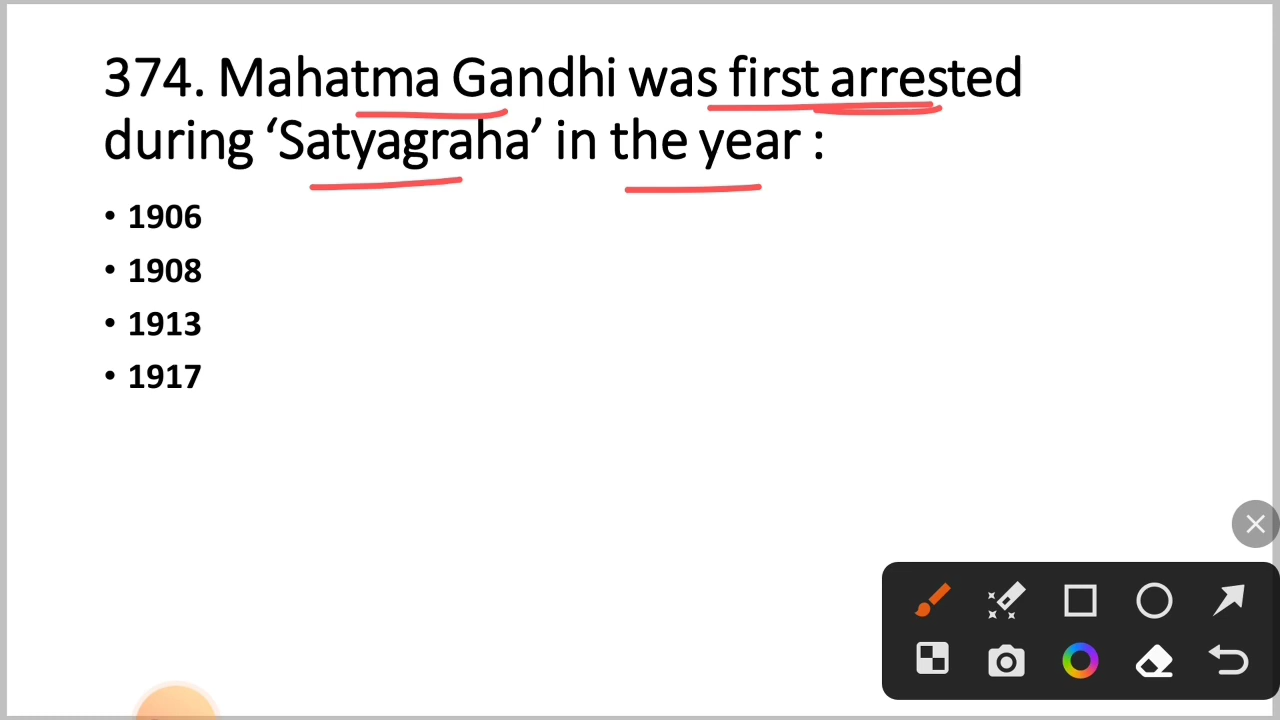 374. Mahatma Gandhi was first arrested
during ‘Satyagraha’ in the year :
• 1906
• 1908
• 1913
• 1917